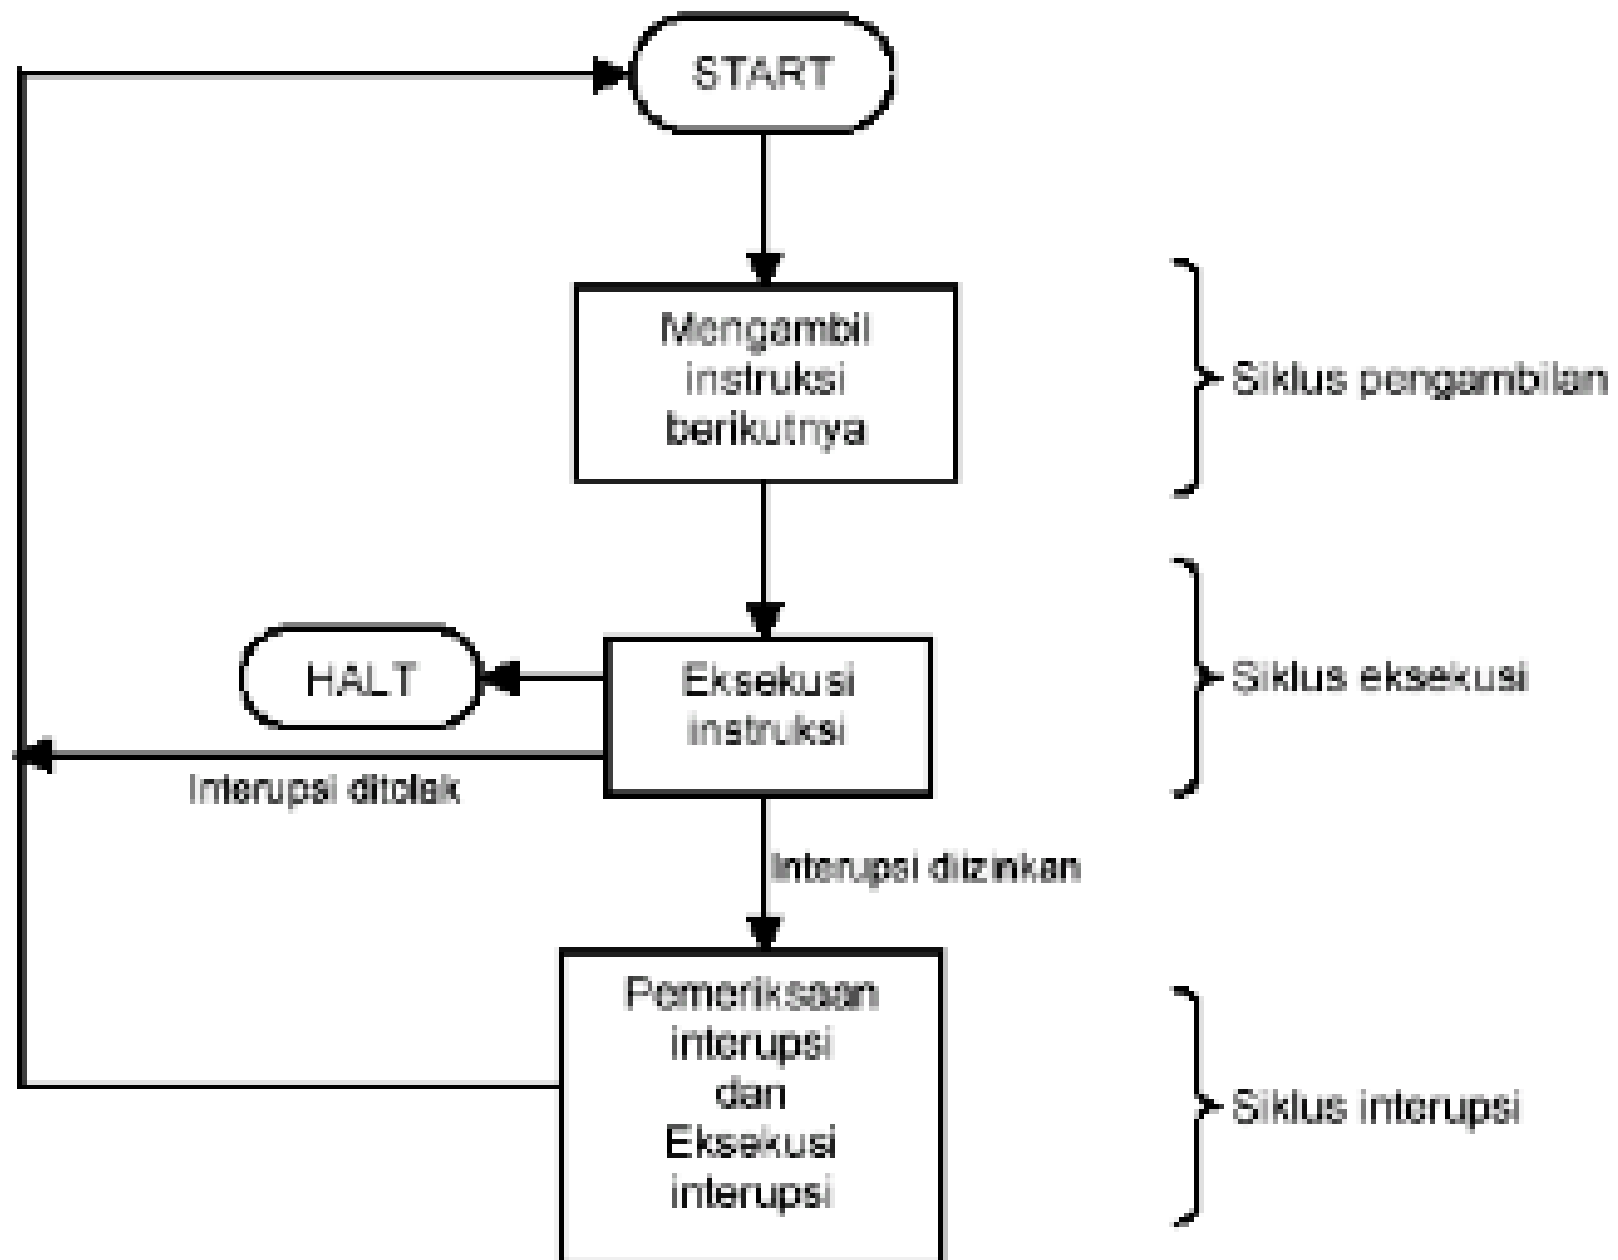 START
Mengambil
instruksi
berikutnya
Siklus pengambilan
HALT
Eksekusi
instruksi
Siklus eksekusi
Interupsi ditolak
Interupsi diizinkan
Pemeriksaan
interupsi
dan
Eksekusi
interupsi
Siklus interupsi